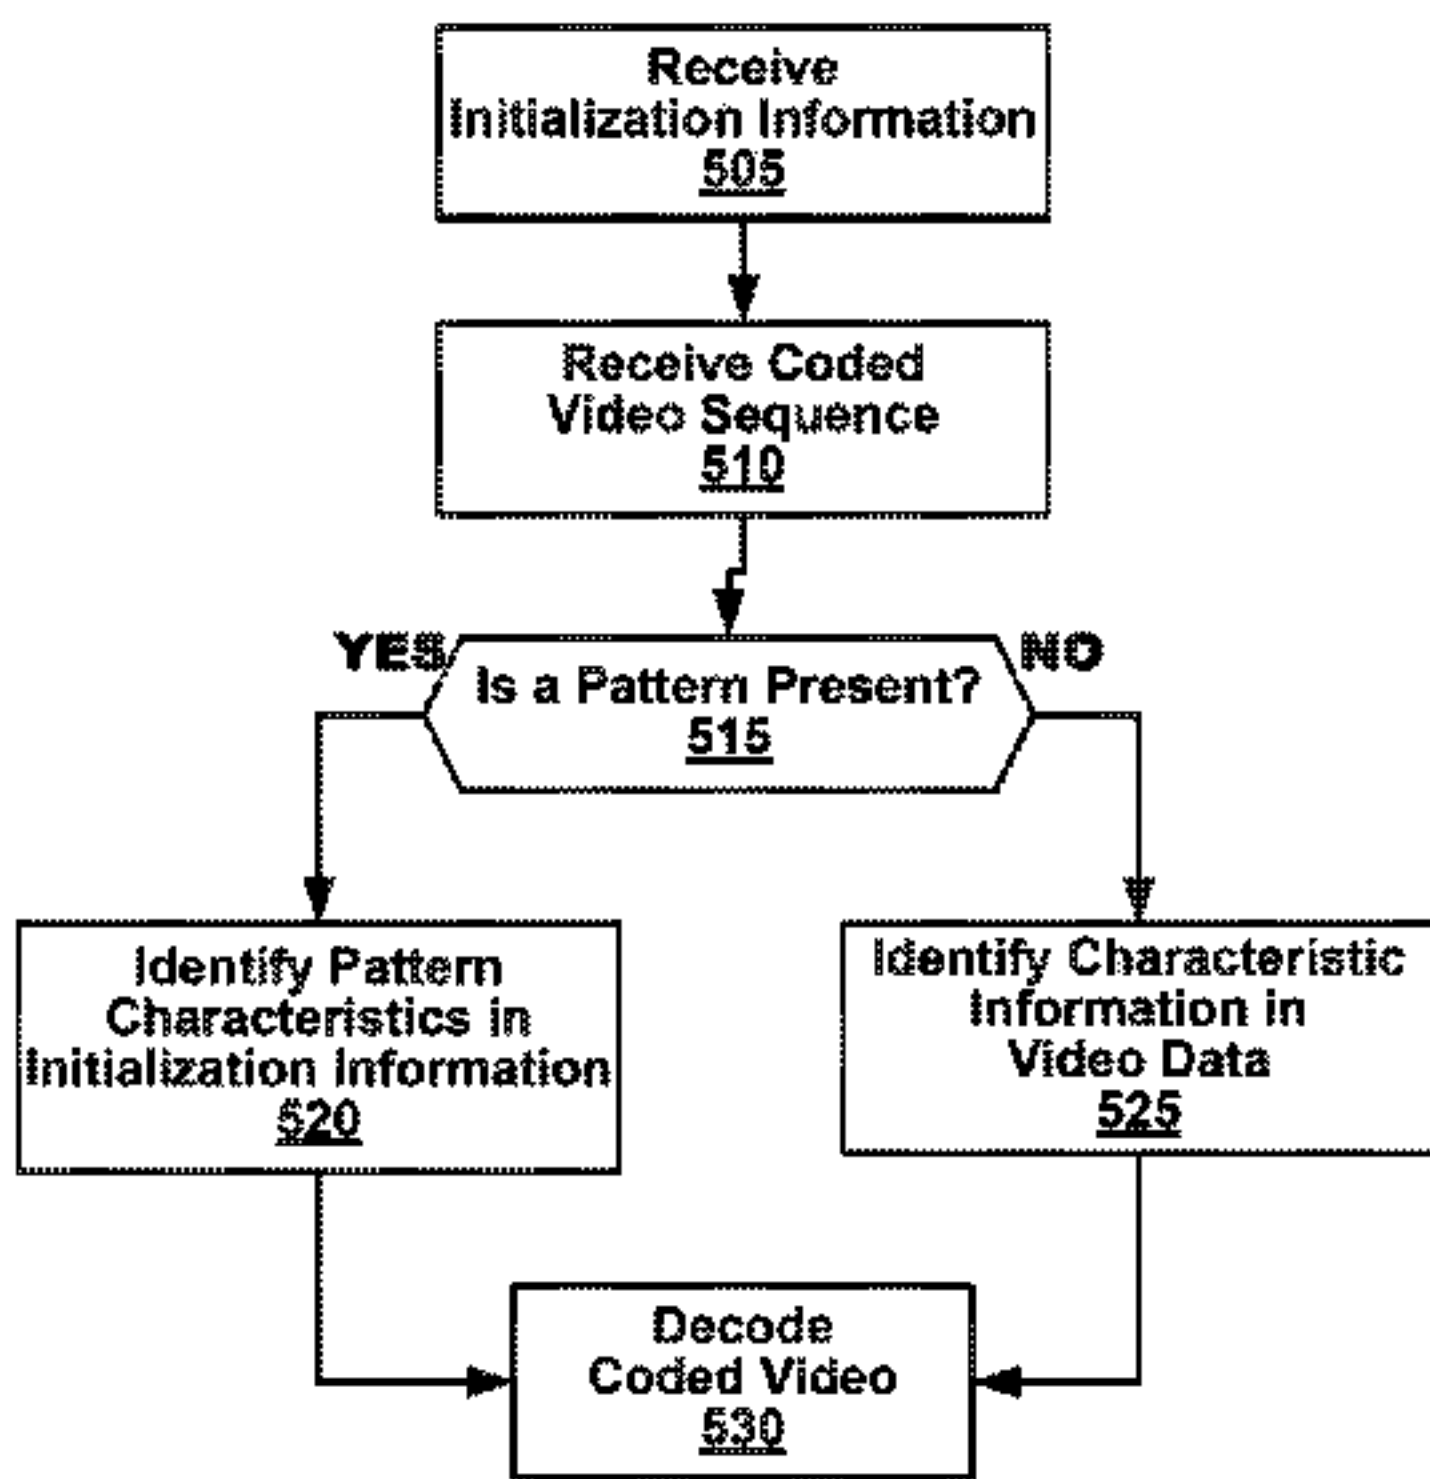 Receive
Initialization Information
505
Receive Coded
Video Sequence
510
YES
NO
Is a Pattern Present?
515
Identify Pattern
Characteristics in
Initialization Information
520
Identify Characteristic
Information in
Video Data
525
Decode
Coded Video
530